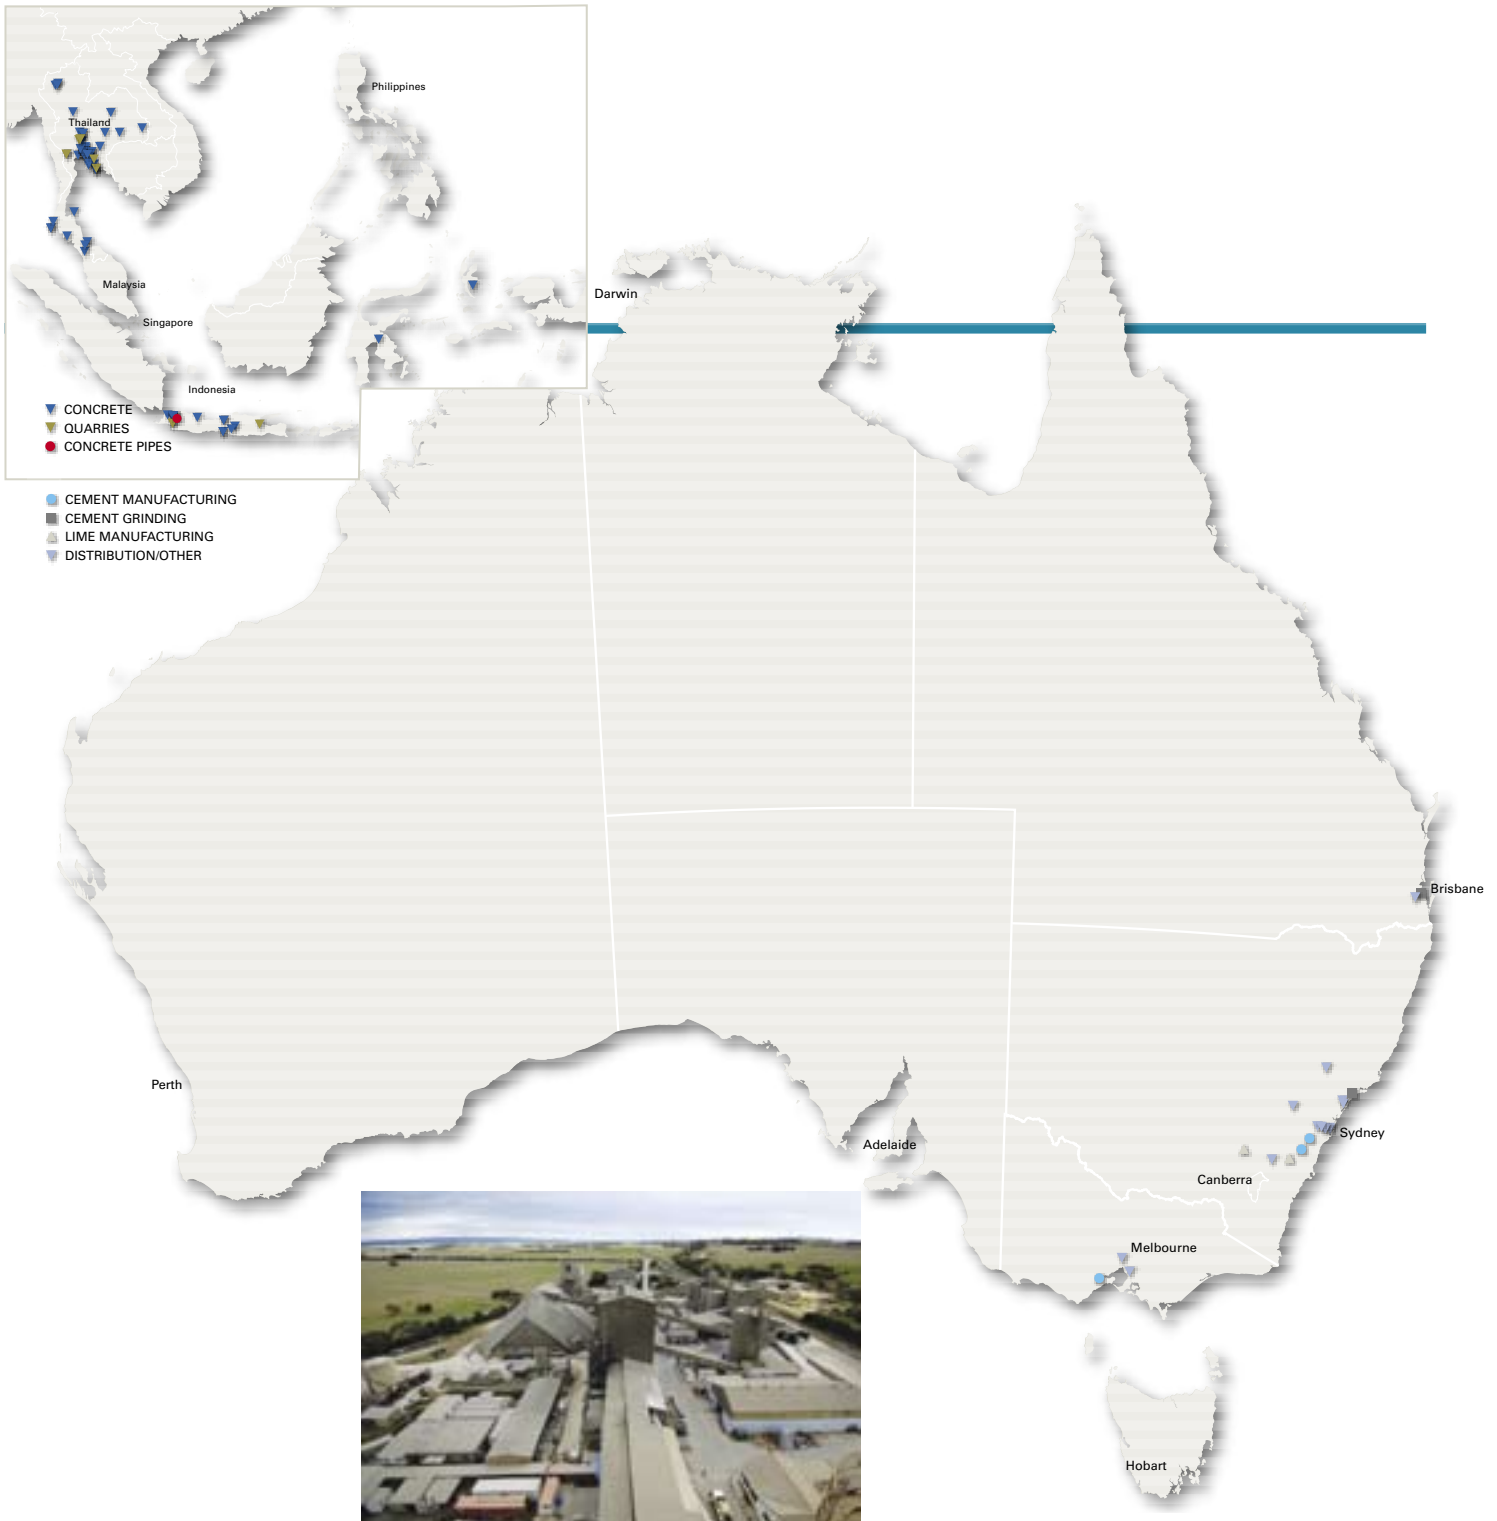 Philippines
Thailand
Malaysia
Singapore
Indonesia
CONCRETE
QUARRIES
CONCRETE PIPES
CEMENT MANUFACTURING
CEMENT GRINDING
LIME MANUFACTURING
DISTRIBUTION/OTHER
Darwin
Brisbane
Perth
Adelaide
Sydney
Canberra
Melbourne
Hobart